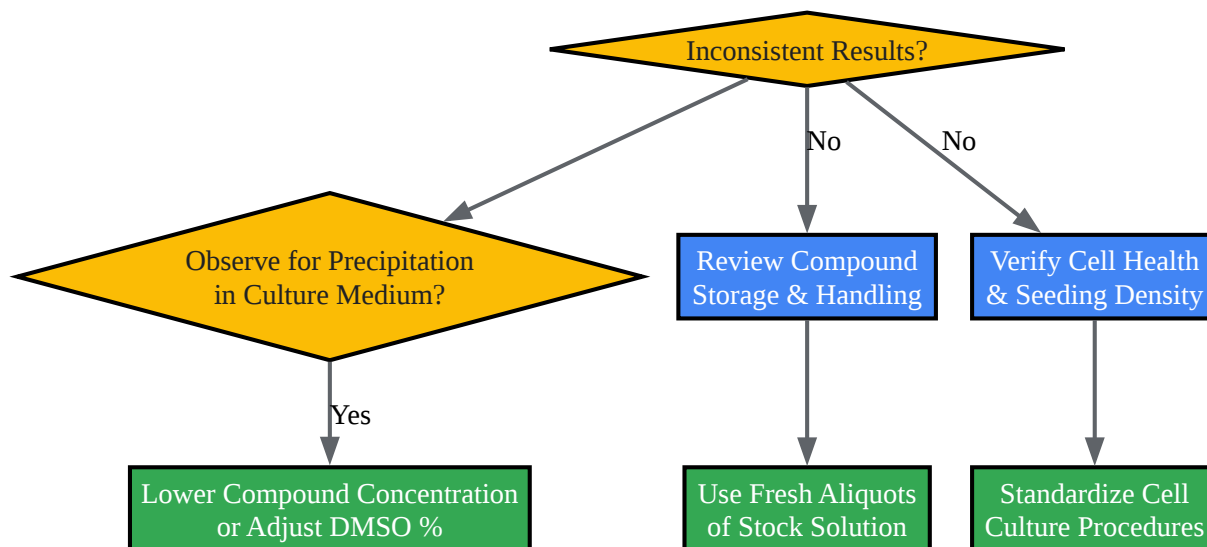 Inconsistent Results?
No
No
Observe for Precipitation
in Culture Medium?
Review Compound
Storage & Handling
Verify Cell Health
& Seeding Density
Yes
Lower Compound Concentration
or Adjust DMSO %
Use Fresh Aliquots
of Stock Solution
Standardize Cell
Culture Procedures